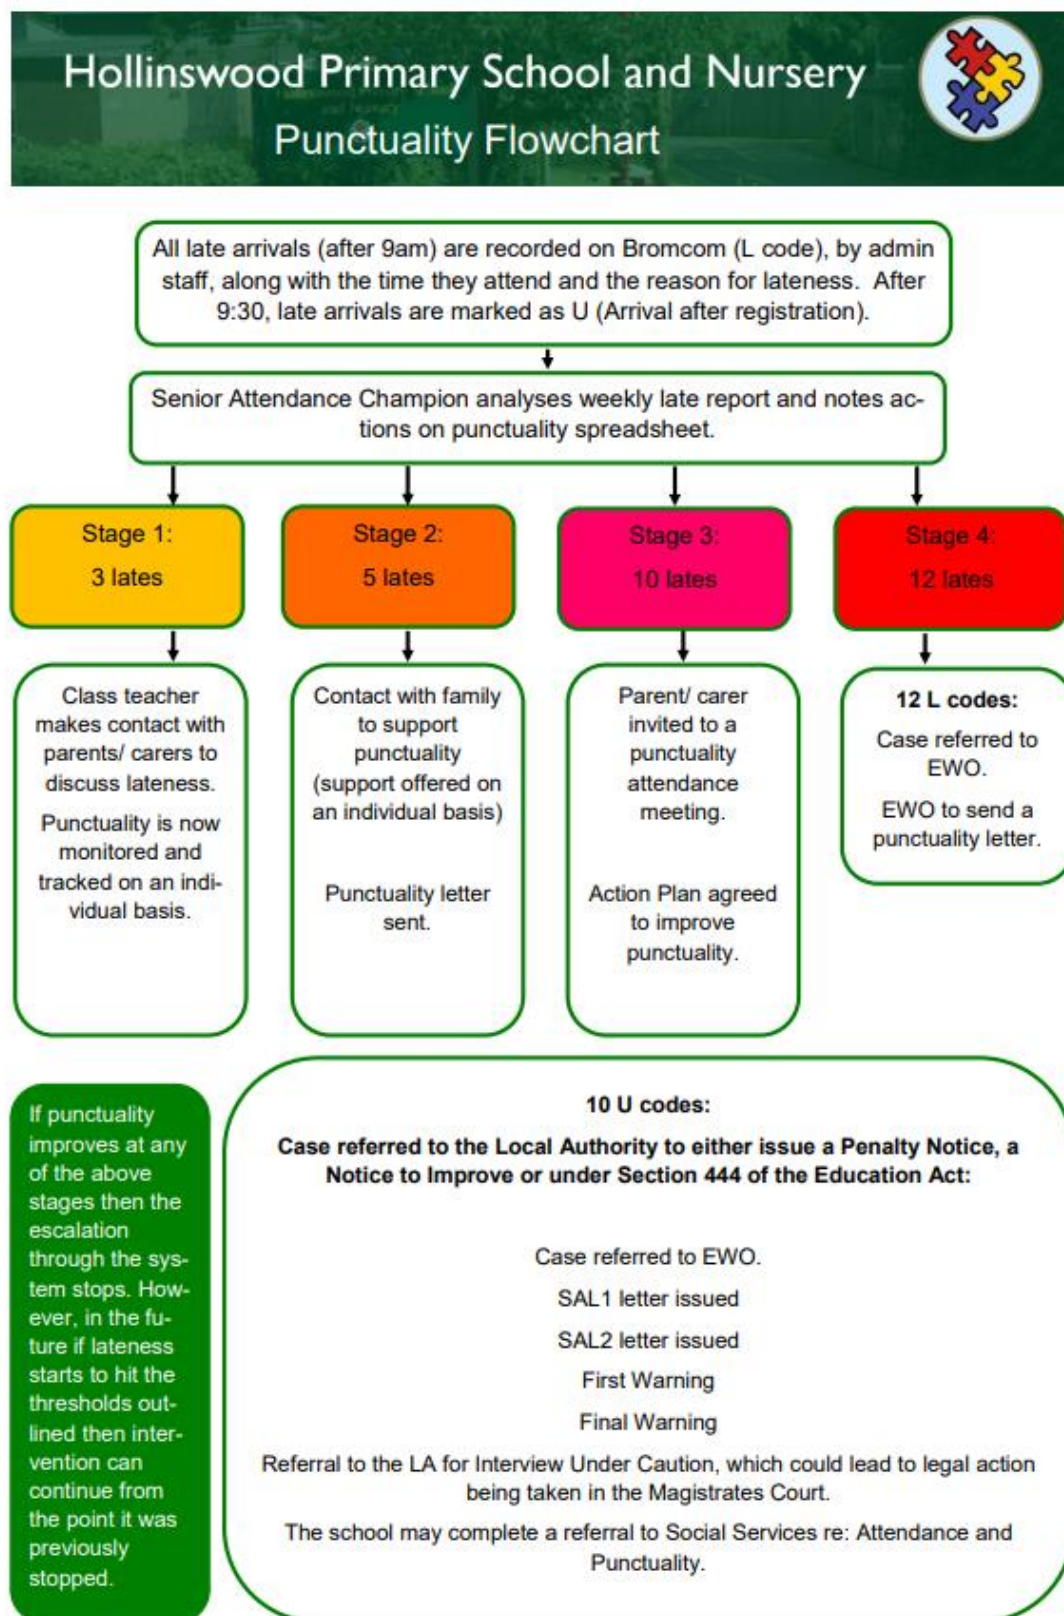 Hollinswood Primary School and Nursery
Punctuality Flowchart
All late arrivals (after 9am) are recorded on Bromcom (L code), by admin
staff, along with the time they attend and the reason for lateness.  After
9:30, late arrivals are marked as U (Arrival after registration).
Senior Attendance Champion analyses weekly late report and notes ac-
tions on punctuality spreadsheet.
Stage 1:
3 lates
Stage 2:
5 lates
Stage 3:
10 lates
Stage 4:
12 lates
Class teacher
makes contact with
parents/ carers to
discuss lateness.
Punctuality is now
monitored and
tracked on an indi-
vidual basis.
Contact with family
to support
punctuality
(support offered on
an individual basis)
Punctuality letter
sent.
Parent/ carer
invited to a
punctuality
attendance
meeting.
Action Plan agreed
to improve
punctuality.
12 L codes:
Case referred to
EWO.
EWO to send a
punctuality letter.
If punctuality
improves at any
of the above
stages then the
escalation
through the sys-
tem stops. How-
ever, in the fu-
ture if lateness
starts to hit the
thresholds out-
lined then inter-
vention can
continue from
the point it was
previously
stopped.
10 U codes:
Case referred to the Local Authority to either issue a Penalty Notice, a
Notice to Improve or under Section 444 of the Education Act:
Case referred to EWO.
SAL1 letter issued
SAL2 letter issued
First Warning
Final Warning
Referral to the LA for Interview Under Caution, which could lead to legal action
being taken in the Magistrates Court.
The school may complete a referral to Social Services re: Attendance and
Punctuality.